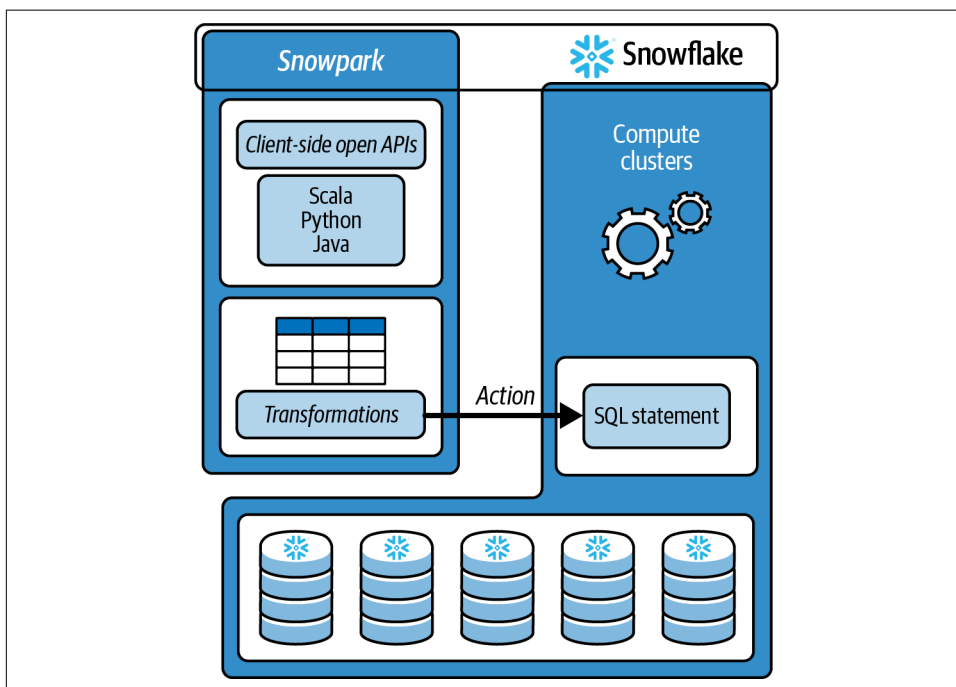 Snowpark
Snowflake
Client-side open APIs
Scala
Python
Java
Compute
clusters
Transformations
Action
SQL statement